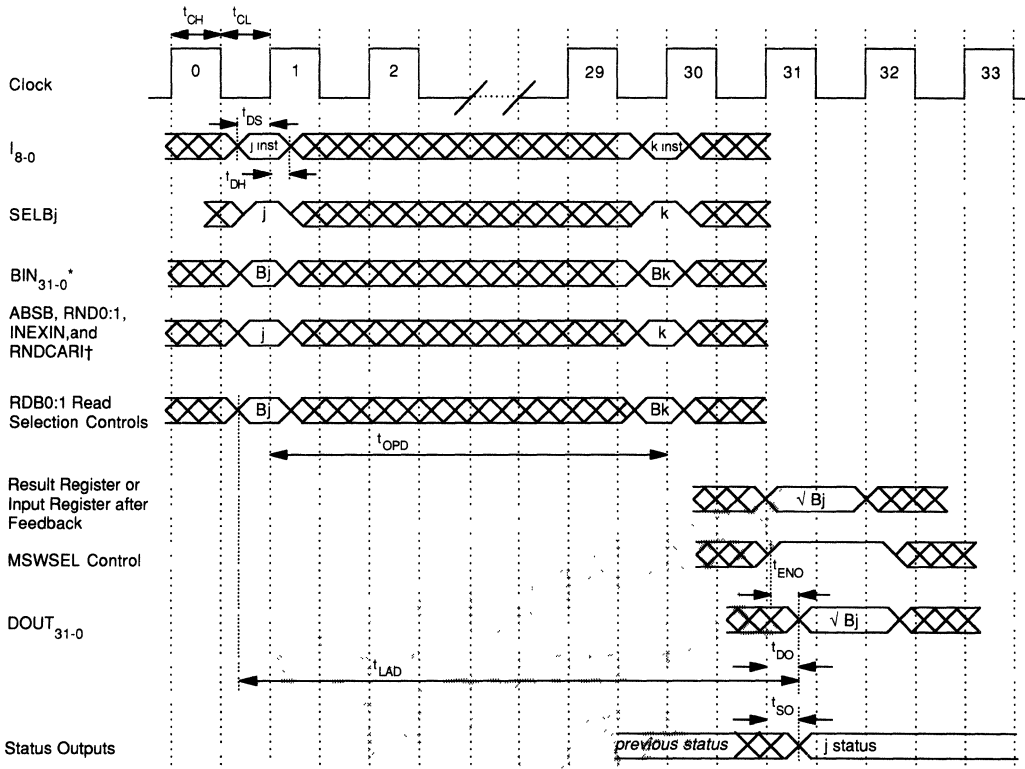 tCH tCL
Clock 0 1 2 29 30 31 32 33
tDS
I8-0 j inst k inst
tDH
SELBj j k
BIN31-0* Bj Bk
ABSB, RND0:1,
INEXIN,and
RNDCARI† j k
RDB0:1 Read
Selection Controls Bj Bk
tOPD
Result Register or
Input Register after
Feedback √ Bj
MSWSEL Control
tENO
DOUT31-0 √ Bj
tDO
tLAD
tSO
Status Outputs previous status j status